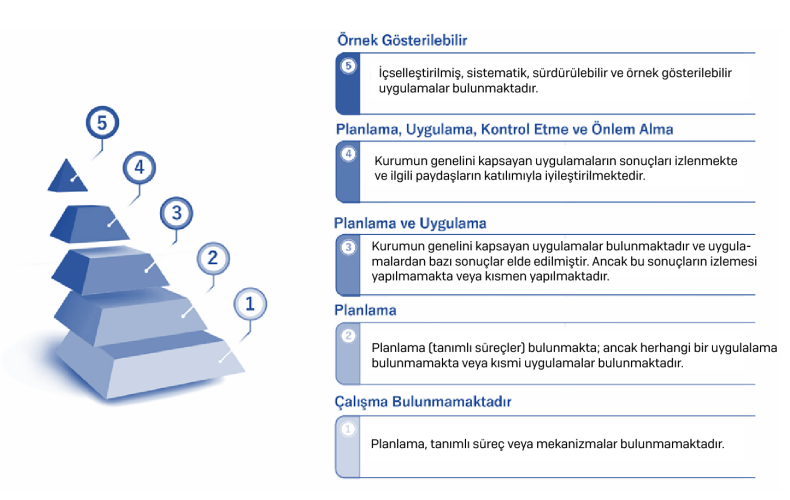 Örnek Gösterilebilir
5
İçselleştirilmiş, sistematik, sürdürülebilir ve örnek gösterilebilir
uygulamalar bulunmaktadır.
Planlama, Uygulama, Kontrol Etme ve Önlem Alma
4
Kurumun genelini kapsayan uygulamaların sonuçları izlenmekte
ve ilgili paydaşların katılımıyla iyileştirilmektedir.
Planlama ve Uygulama
3
Kurumun genelini kapsayan uygulamalar bulunmaktadır ve uygula-
malardan bazı sonuçlar elde edilmiştir. Ancak bu sonuçların izlemesi
yapılmamakta veya kısmen yapılmaktadır.
Planlama
2
Planlama (tanımlı süreçler) bulunmakta; ancak herhangi bir uygulalama
bulunmamakta veya kısmi uygulamalar bulunmaktadır.
Çalışma Bulunmamaktadır
1
Planlama, tanımlı süreç veya mekanizmalar bulunmamaktadır.
5
4
3
2
1